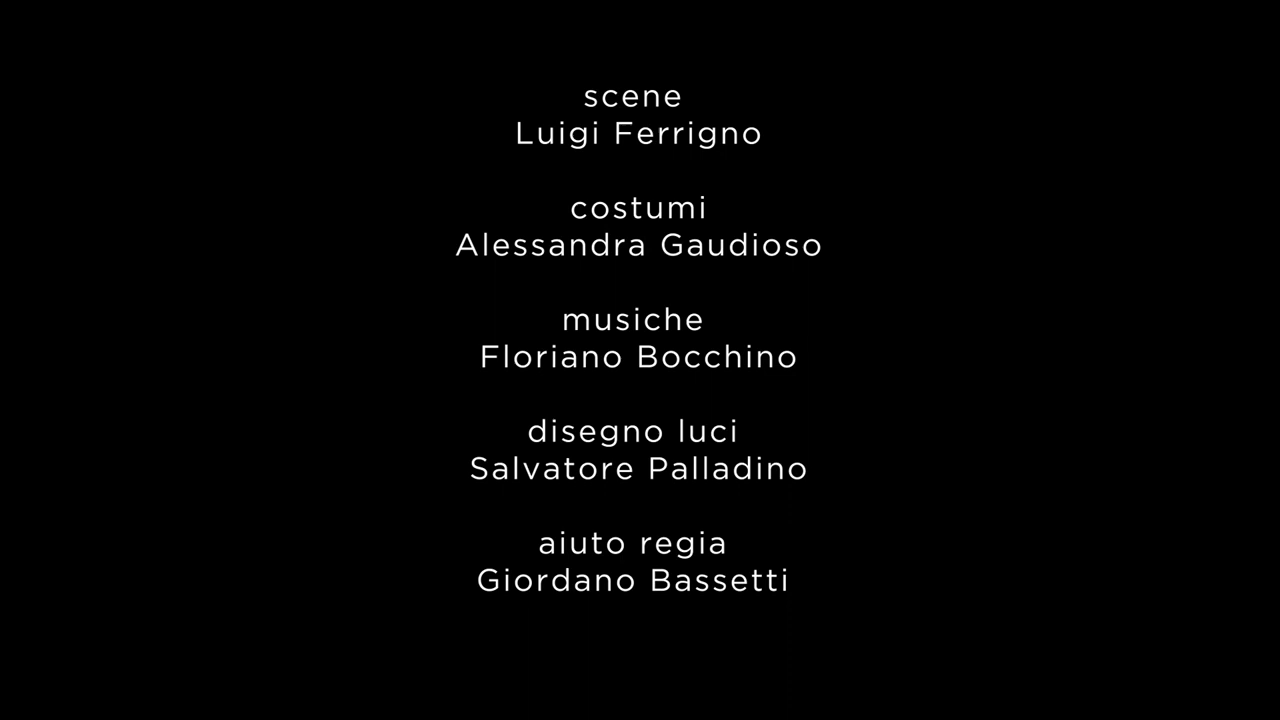 scene
Luigi Ferrigno
costumi
Alessandra Gaudioso
musiche
Floriano Bocchino
disegno luci
Salvatore Palladino
aiuto regia
Giordano Bassetti